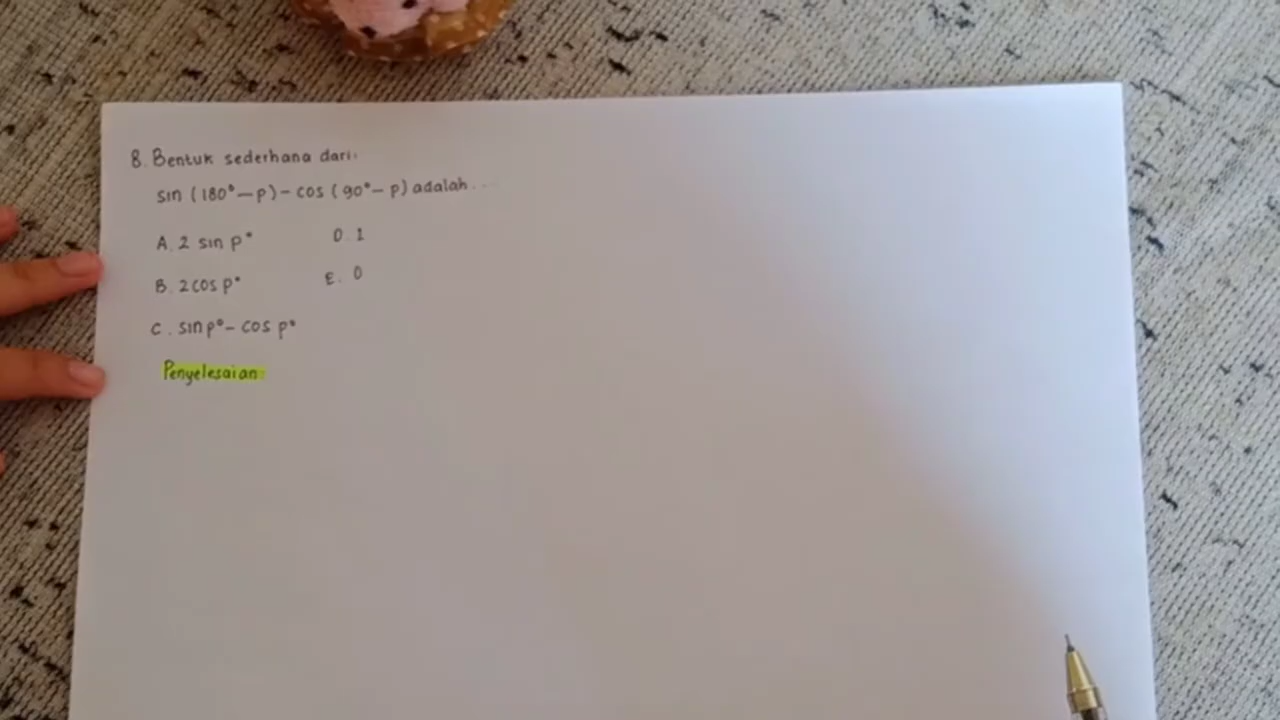 8. Bentuk sederhana dari:
sin (180° — p) - cos (90° — p) adalah....
A. 2 sin p° D. 1
B. 2 cos p° E. 0
C. sin p° - cos p°
Penyelesaian: